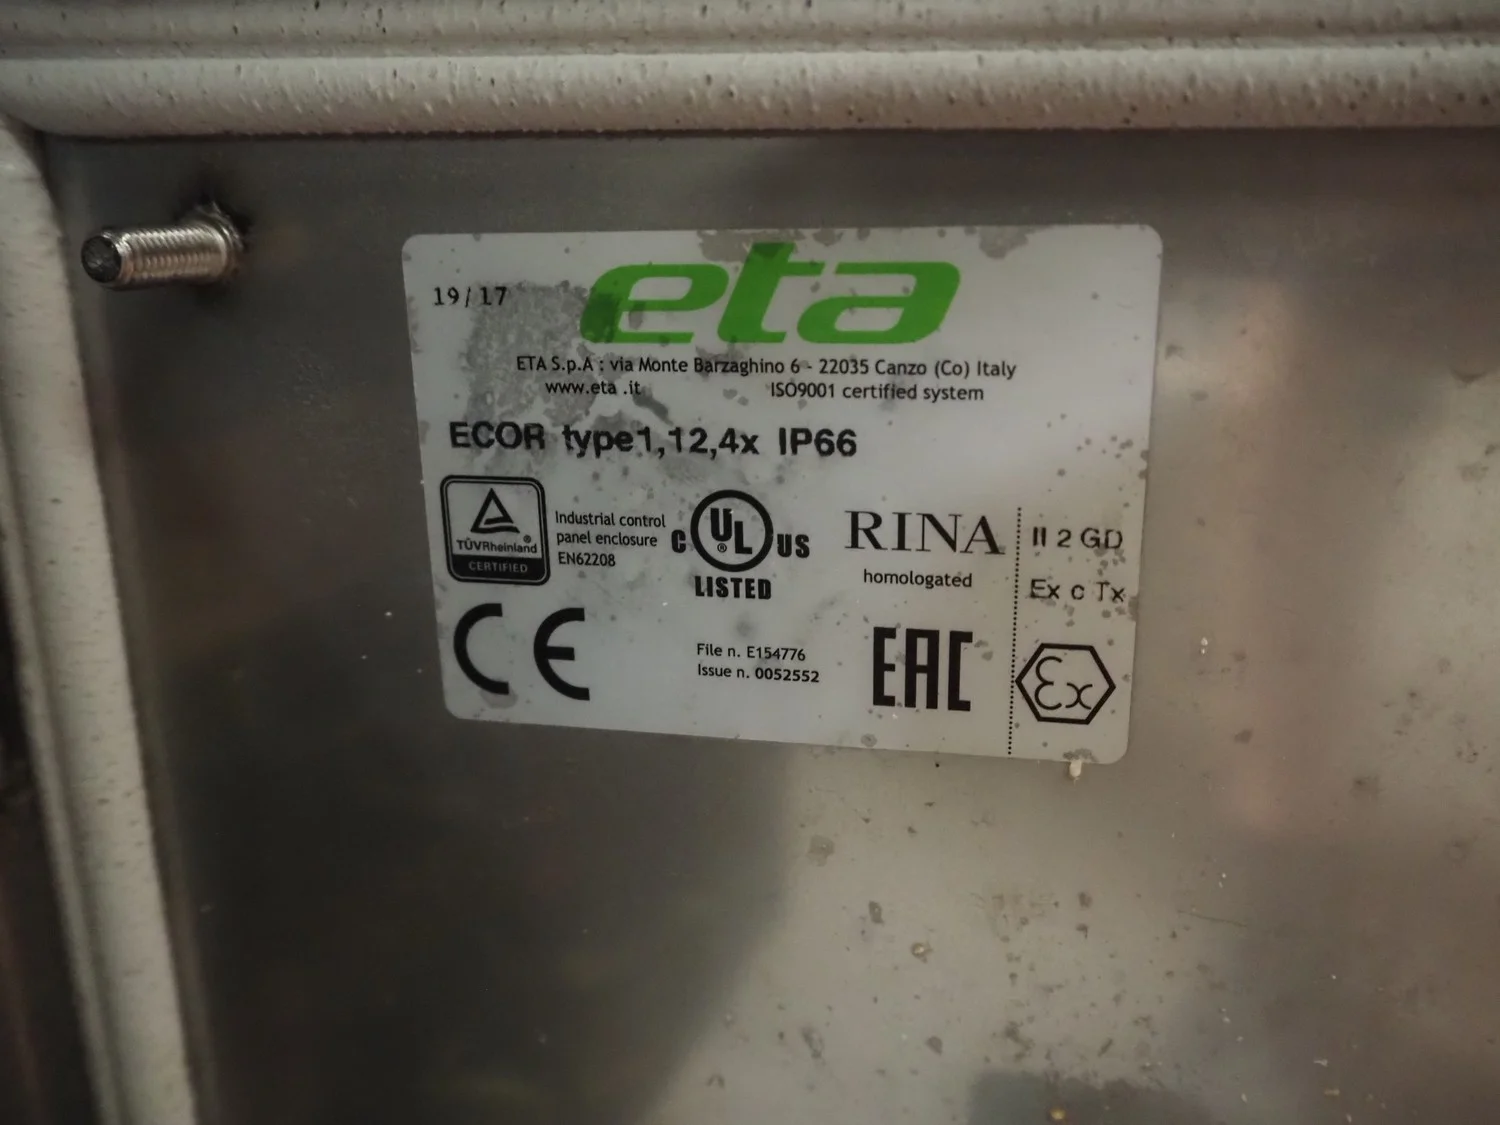 19/17
eta
ETA S.p.A : via Monte Barzaghino 6 - 22035 Canzo (Co) Italy
www.eta .it ISO9001 certified system
ECOR type1,12,4x IP66
TÜVRheinland®
CERTIFIED
Industrial control
panel enclosure
EN62208
C UL® US
LISTED
RINA
homologated
II 2 GD
Ex c Tx
CE
File n. E154776
Issue n. 0052552
EAC
Ex